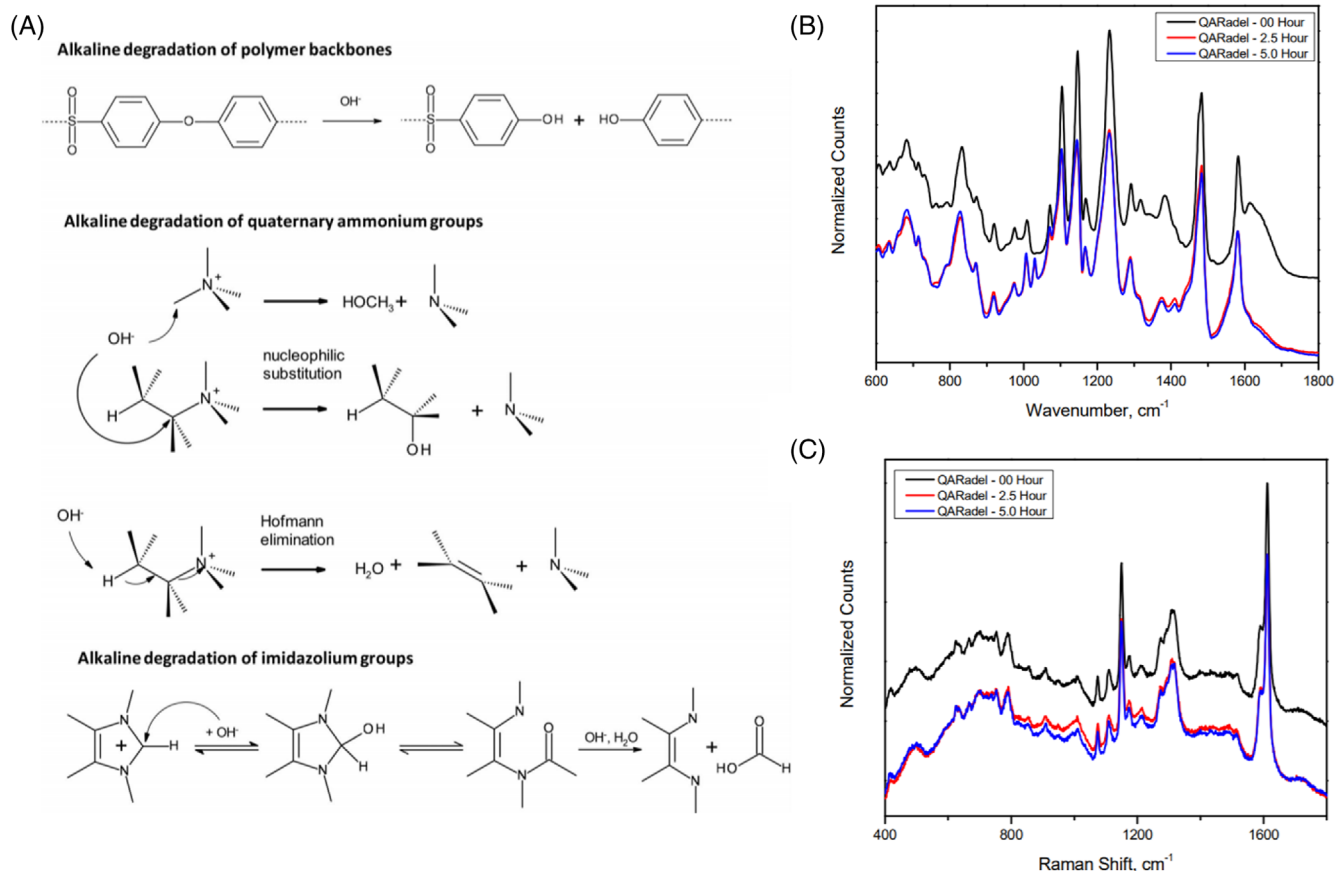 (A)
Alkaline degradation of polymer backbones
O
S
O
O
OH-
O
S
O
OH
+
HO
Alkaline degradation of quaternary ammonium groups
N+
HOCH3+
N
OH-
nucleophilic
substitution
H
N+
H
OH
+
N
OH-
Hofmann
elimination
H
N+
H2O +
+
N
Alkaline degradation of imidazolium groups
N
+
N
H
+ OH-
N
N
OH
H
N
N
O
OH-, H2O
N
N
+
O
HO
H
(B)
QARadel - 00 Hour
QARadel - 2.5 Hour
QARadel - 5.0 Hour
Normalized Counts
600 800 1000 1200 1400 1600 1800
Wavenumber, cm-1
(C)
QARadel - 00 Hour
QARadel - 2.5 Hour
QARadel - 5.0 Hour
Normalized Counts
400 800 1200 1600
Raman Shift, cm-1